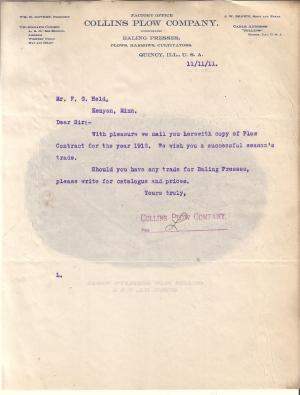 FACTORY OFFICE
COLLINS PLOW COMPANY,
BALING PRESSES,
PLOWS, HARROWS, CULTIVATORS.
QUINCY, ILL., U. S. A.
CABLE ADDRESS
11/11/11.
Mr. F. G. Held,
Kenyon, Minn.
Dear Sir:-
With pleasure we mail you herewith copy of Plow
Contract for the year 1912. We wish you a successful season's
trade.
Should you have any trade for Baling Presses,
please write for catalogue and prices.
Yours truly,
COLLINS PLOW COMPANY,
PER
L.